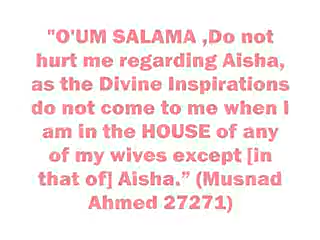 "O'UM SALAMA ,Do not
hurt me regarding Aisha,
as the Divine Inspirations
do not come to me when I
am in the HOUSE of any
of my wives except [in
that of] Aisha.” (Musnad
Ahmed 27271)